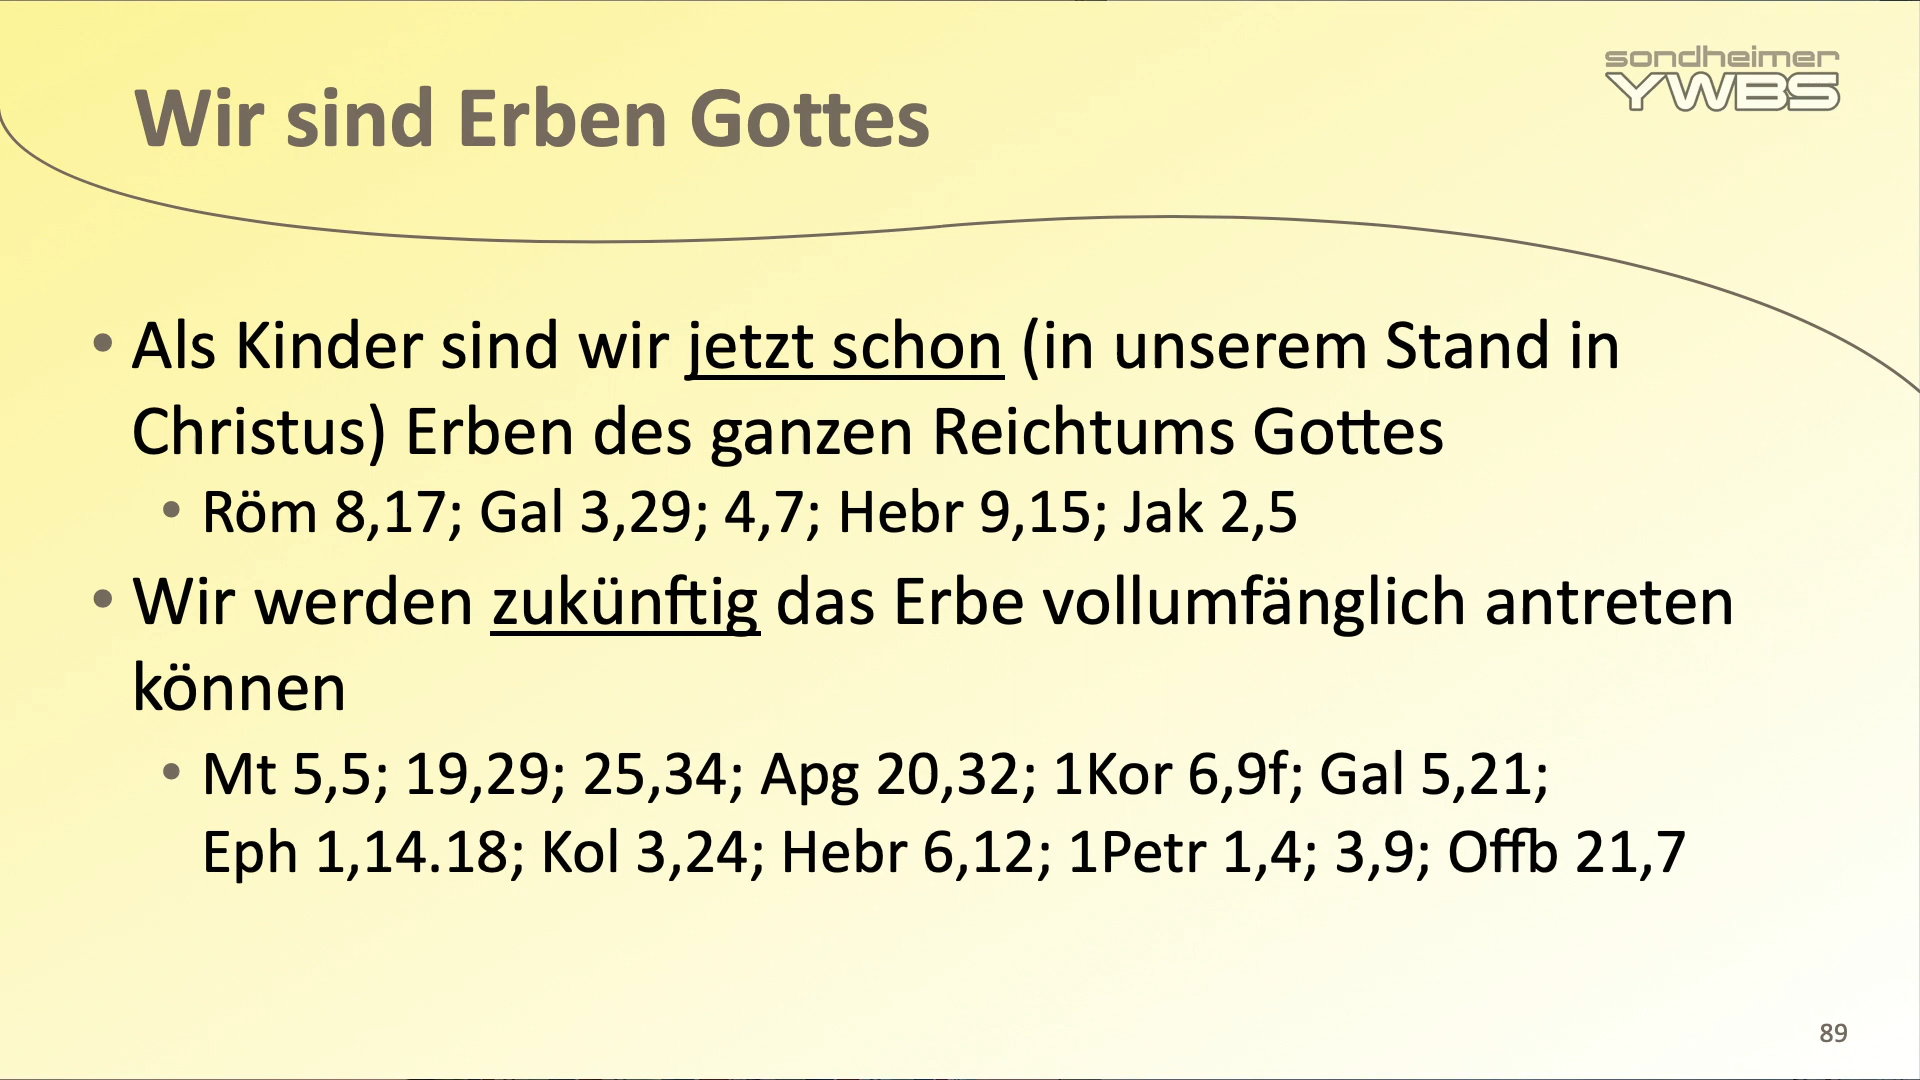 sondheimer
YWBS
Wir sind Erben Gottes
• Als Kinder sind wir jetzt schon (in unserem Stand in
Christus) Erben des ganzen Reichtums Gottes
• Röm 8,17; Gal 3,29; 4,7; Hebr 9,15; Jak 2,5
• Wir werden zukünftig das Erbe vollumfänglich antreten
können
• Mt 5,5; 19,29; 25,34; Apg 20,32; 1Kor 6,9f; Gal 5,21;
Eph 1,14.18; Kol 3,24; Hebr 6,12; 1Petr 1,4; 3,9; Offb 21,7
89